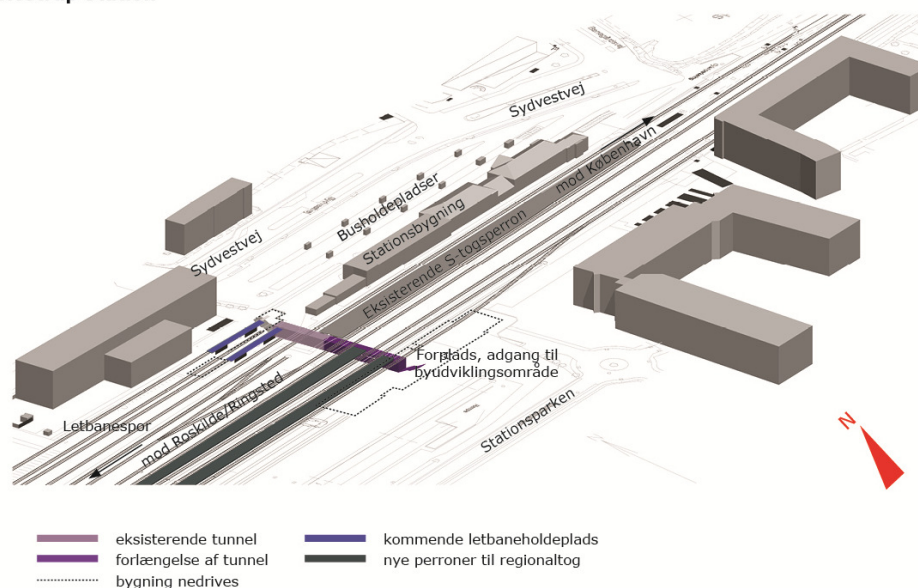 Sydvestvej
mod København
Busholdepladser
Stationsbygning
Eksisterende S-togsperron
Sydvestvej
Forplads, adgang til
byudviklingsområde
Letbanespor
mod Roskilde/Ringsted
Stationsparken
N
eksisterende tunnel
kommende letbaneholdeplads
forlængelse af tunnel
nye perroner til regionaltog
bygning nedrives